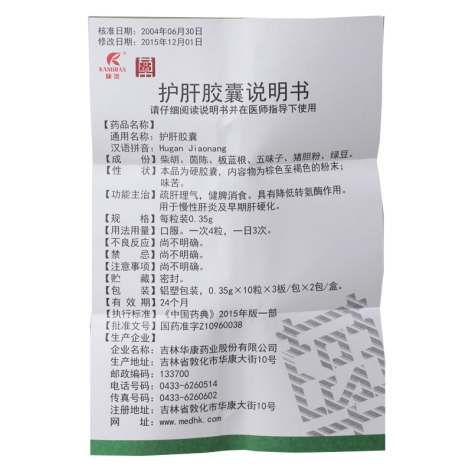 核准日期：2004年06月30日
修改日期：2015年12月01日
KANGHAN
护肝胶囊说明书
请仔细阅读说明书并在医师指导下使用
【药品名称】
通用名称：护肝胶囊
汉语拼音：Hugan Jiaonang
【成 份】柴胡、茵陈、板蓝根、五味子、猪胆粉、绿豆。
【性 状】本品为硬胶囊，内容物为棕色至褐色的粉末；
味苦。
【功能主治】疏肝理气，健脾消食。具有降低转氨酶作用。
用于慢性肝炎及早期肝硬化。
【规 格】每粒装0.35g
【用法用量】口服。一次4粒，一日3次。
【不良反应】尚不明确。
【禁 忌】尚不明确。
【注意事项】尚不明确。
【贮 藏】密封。
【包 装】铝塑包装，0.35g×10粒×3板/包×2包/盒。
【有 效 期】24个月
【执行标准】《中国药典》2015年版一部
【批准文号】国药准字Z10960038
【生产企业】
企业名称：吉林华康药业股份有限公司
生产地址：吉林省敦化市华康大街10号
邮政编码：133700
电话号码：0433-6260514
传真号码：0433-6260602
注册地址：吉林省敦化市华康大街10号
网 址：www.medhk.com